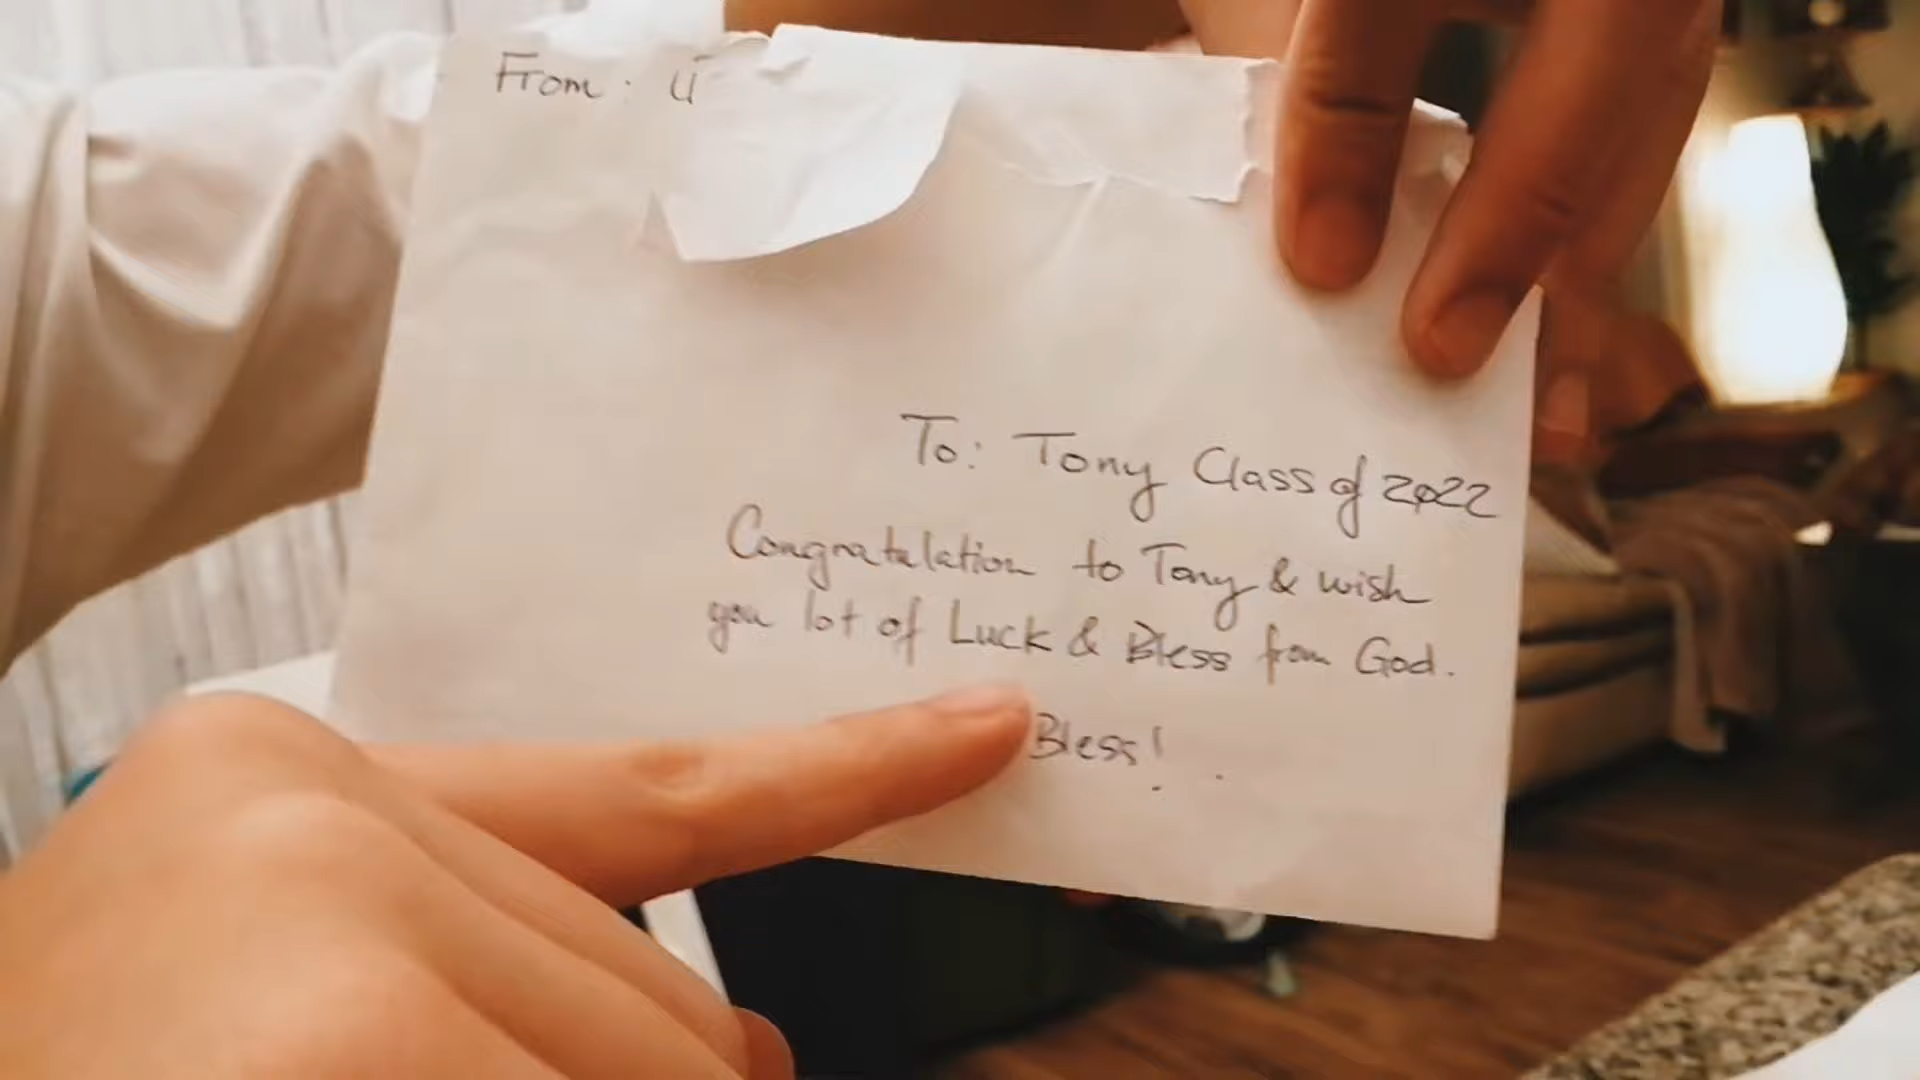 From:
To: Tony Class of 2022
Congratulation to Tony & wish
you lot of Luck & Bless from God.
Bless!